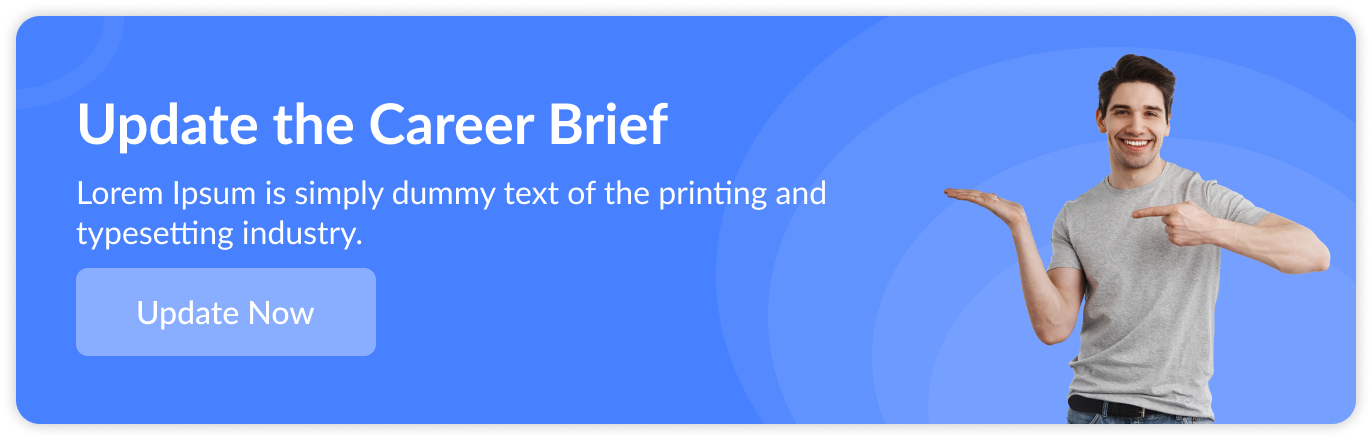 Update the Career Brief
Lorem Ipsum is simply dummy text of the printing and
typesetting industry.
Update Now